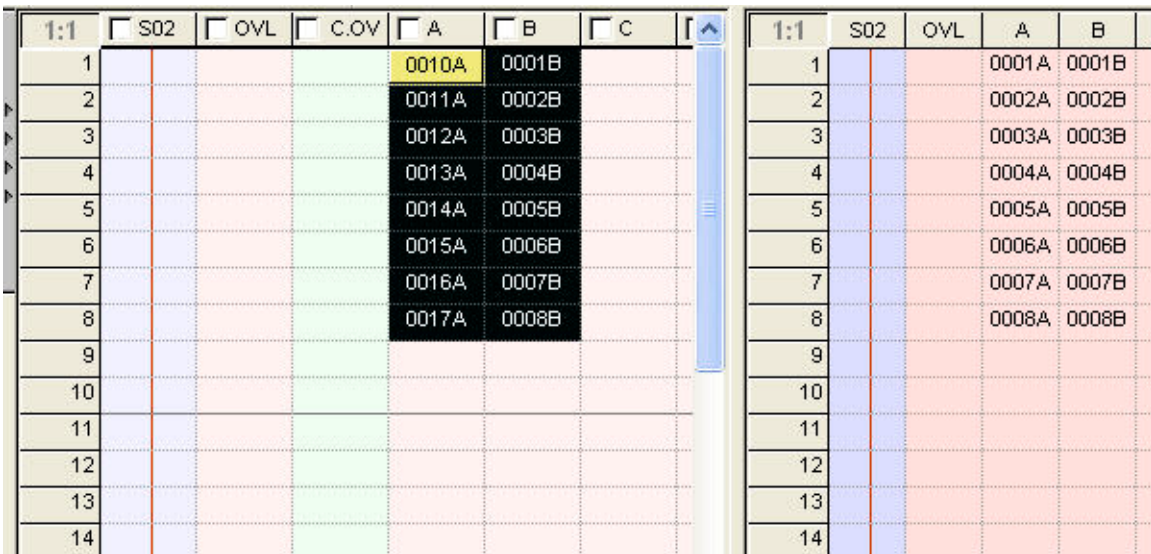 1:1 S02 OVL C.OV A B C 1:1 S02 OVL A B
1 0010A 0001B 1 0001A 0001B
2 0011A 0002B 2 0002A 0002B
3 0012A 0003B 3 0003A 0003B
4 0013A 0004B 4 0004A 0004B
5 0014A 0005B 5 0005A 0005B
6 0015A 0006B 6 0006A 0006B
7 0016A 0007B 7 0007A 0007B
8 0017A 0008B 8 0008A 0008B
9 9
10 10
11 11
12 12
13 13
14 14